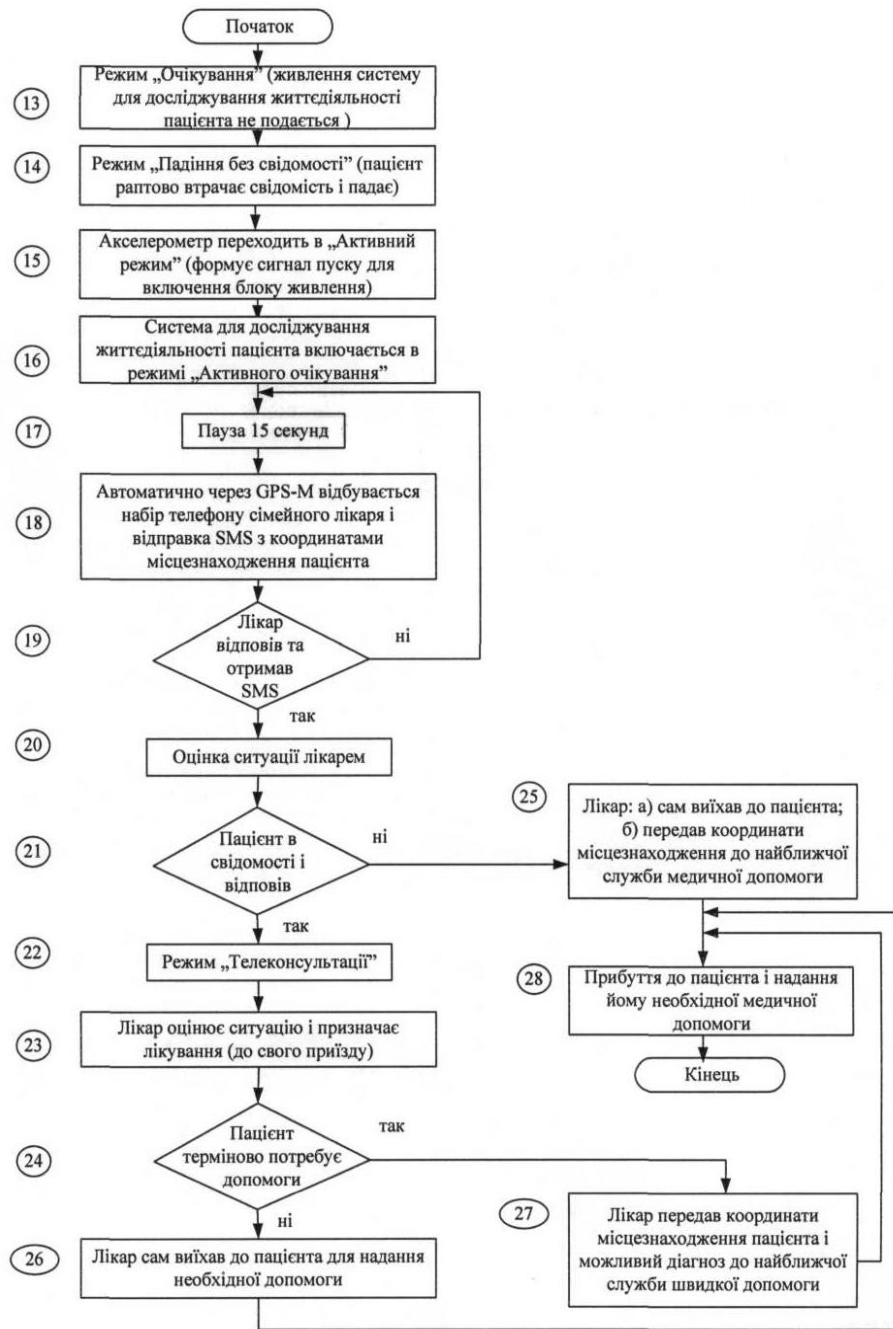 Початок
13
Режим „Очікування” (живлення систему
для досліджування життєдіяльності
пацієнта не подається )
14
Режим „Падіння без свідомості” (пацієнт
раптово втрачає свідомість і падає)
15
Акселерометр переходить в „Активний
режим” (формує сигнал пуску для
включення блоку живлення)
16
Система для досліджування
життєдіяльності пацієнта включається в
режимі „Активного очікування”
17
Пауза 15 секунд
18
Автоматично через GPS-М відбувається
набір телефону сімейного лікаря і
відправка SMS з координатами
місцезнаходження пацієнта
19
Лікар
відповів та
отримав
SMS
ні
так
20
Оцінка ситуації лікарем
21
Пацієнт в
свідомості і
відповів
ні
так
25
Лікар: а) сам виїхав до пацієнта;
б) передав координати
місцезнаходження до найближчої
служби медичної допомоги
22
Режим „Телеконсультації”
28
Прибуття до пацієнта і надання
йому необхідної медичної
допомоги
Кінець
23
Лікар оцінює ситуацію і призначає
лікування (до свого приїзду)
24
Пацієнт
терміново потребує
допомоги
так
ні
27
Лікар передав координати
місцезнаходження пацієнта і
можливий діагноз до найближчої
служби швидкої допомоги
26
Лікар сам виїхав до пацієнта для надання
необхідної допомоги